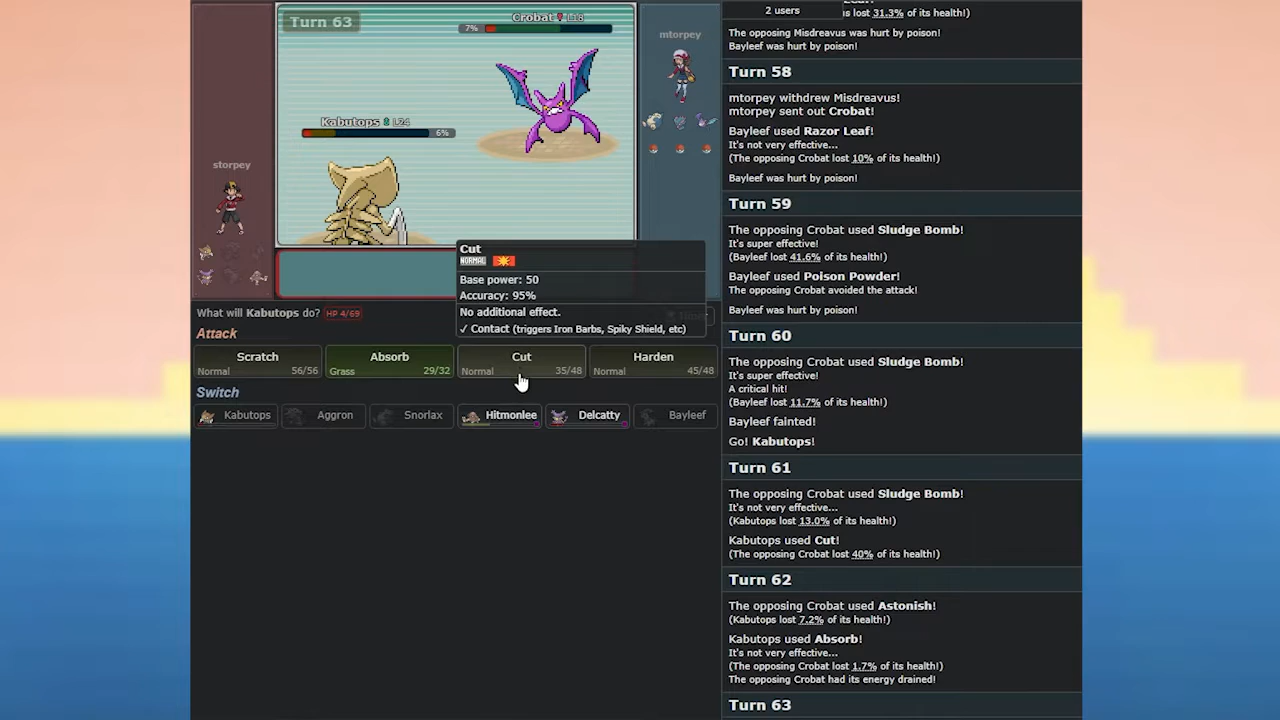 Turn 63
Crobat L18
7%
Kabutops L24
6%
storpey
mtorpey
Cut
NORMAL
Base power: 50
Accuracy: 95%
No additional effect.
✓ Contact (triggers Iron Barbs, Spiky Shield, etc)
What will Kabutops do? HP 4/69
Attack
Scratch
Normal 56/56
Absorb
Grass 29/32
Cut
Normal 35/48
Harden
Normal 45/48
Switch
Kabutops
Aggron
Snorlax
Hitmonlee
Delcatty
Bayleef
2 users
s lost 31.3% of its health!)
The opposing Misdreavus was hurt by poison!
Bayleef was hurt by poison!
Turn 58
mtorpey withdrew Misdreavus!
mtorpey sent out Crobat!
Bayleef used Razor Leaf!
It's not very effective...
(The opposing Crobat lost 10% of its health!)
Bayleef was hurt by poison!
Turn 59
The opposing Crobat used Sludge Bomb!
It's super effective!
(Bayleef lost 41.6% of its health!)
Bayleef used Poison Powder!
The opposing Crobat avoided the attack!
Bayleef was hurt by poison!
Turn 60
The opposing Crobat used Sludge Bomb!
It's super effective!
A critical hit!
(Bayleef lost 11.7% of its health!)
Bayleef fainted!
Go! Kabutops!
Turn 61
The opposing Crobat used Sludge Bomb!
It's not very effective...
(Kabutops lost 13.0% of its health!)
Kabutops used Cut!
(The opposing Crobat lost 40% of its health!)
Turn 62
The opposing Crobat used Astonish!
(Kabutops lost 7.2% of its health!)
Kabutops used Absorb!
It's not very effective...
(The opposing Crobat lost 1.7% of its health!)
The opposing Crobat had its energy drained!
Turn 63